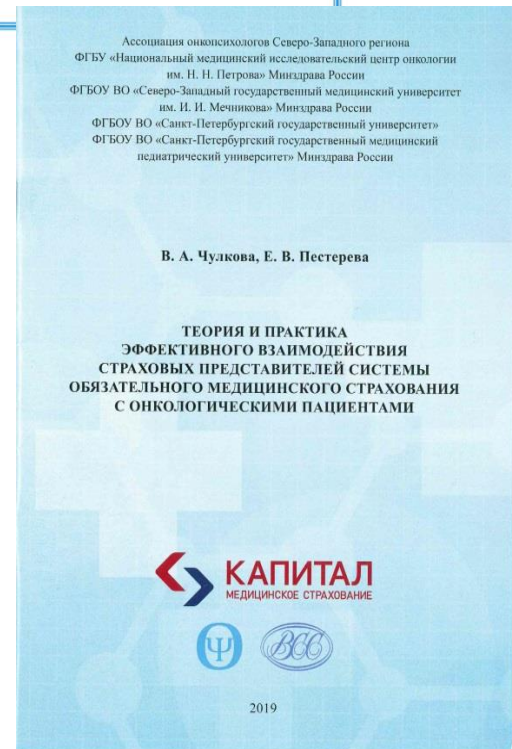 Ассоциация онкопсихологов Северо-Западного региона
ФГБУ «Национальный медицинский исследовательский центр онкологии
им. Н. Н. Петрова» Минздрава России
ФГБОУ ВО «Северо-Западный государственный медицинский университет
им. И. И. Мечникова» Минздрава России
ФГБОУ ВО «Санкт-Петербургский государственный университет»
ФГБОУ ВО «Санкт-Петербургский государственный медицинский
педиатрический университет» Минздрава России
В. А. Чулкова, Е. В. Пестерева
ТЕОРИЯ И ПРАКТИКА
ЭФФЕКТИВНОГО ВЗАИМОДЕЙСТВИЯ
СТРАХОВЫХ ПРЕДСТАВИТЕЛЕЙ СИСТЕМЫ
ОБЯЗАТЕЛЬНОГО МЕДИЦИНСКОГО СТРАХОВАНИЯ
С ОНКОЛОГИЧЕСКИМИ ПАЦИЕНТАМИ
КАПИТАЛ
МЕДИЦИНСКОЕ СТРАХОВАНИЕ
ВСС
2019